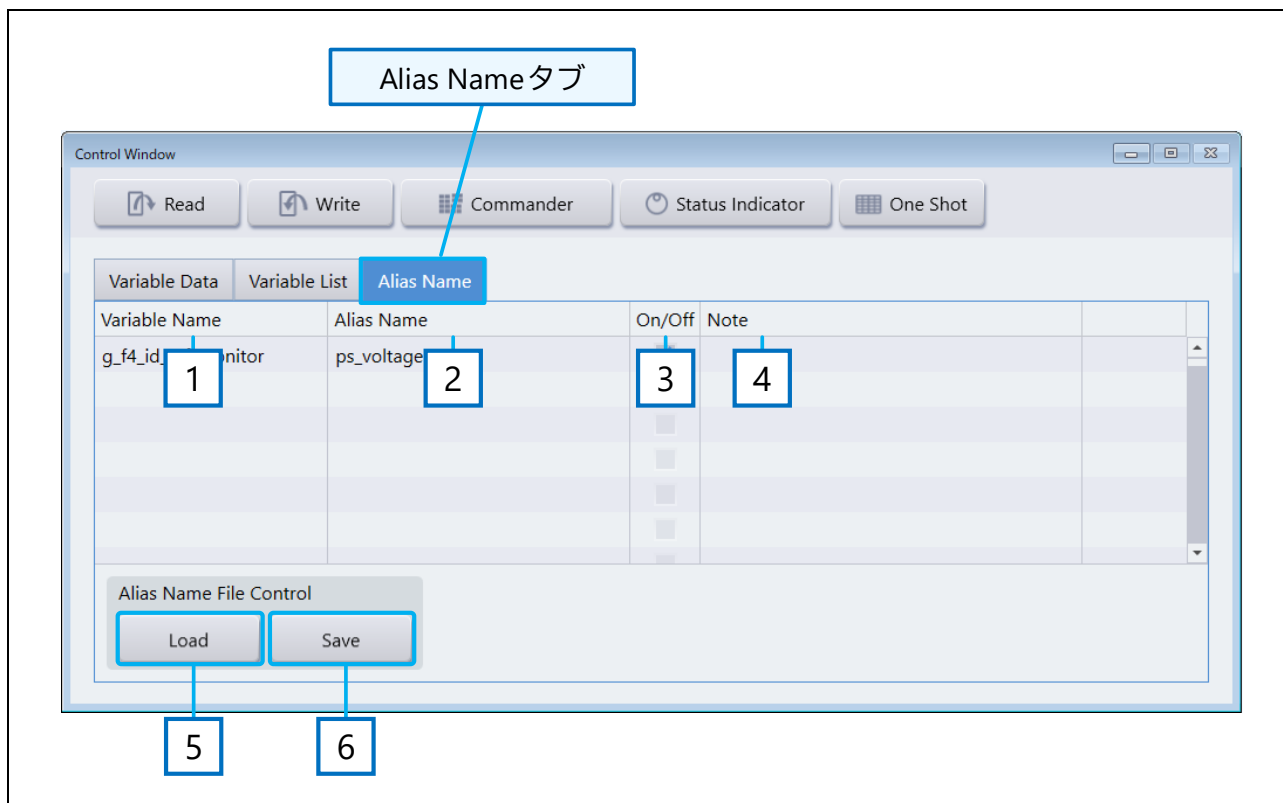 Alias Nameタブ
Control Window
Read Write Commander Status Indicator One Shot
Variable Data Variable List Alias Name
Variable Name Alias Name On/Off Note
ps_voltage
1 2 3 4
Alias Name File Control
Load Save
5 6